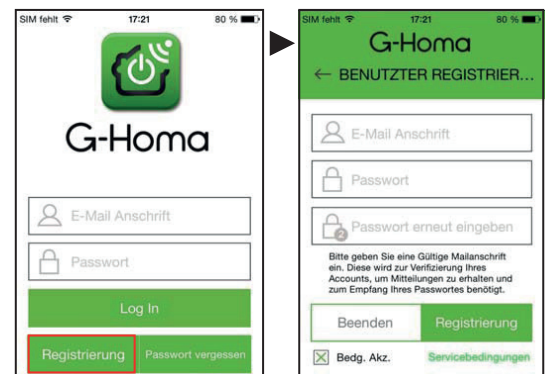 SIM fehlt 17:21 80 %
G-Homa
E-Mail Anschrift
Passwort
Log In
Registrierung Passwort vergessen
SIM fehlt 17:21 80 %
G-Homa
← BENUTZTER REGISTRIER...
E-Mail Anschrift
Passwort
Passwort erneut eingeben
2
Bitte geben Sie eine Gültige Mailanschrift
ein. Diese wird zur Verifizierung Ihres
Accounts, um Mitteilungen zu erhalten und
zum Empfang Ihres Passwortes benötigt.
Beenden Registrierung
Bedg. Akz. Servicebedingungen